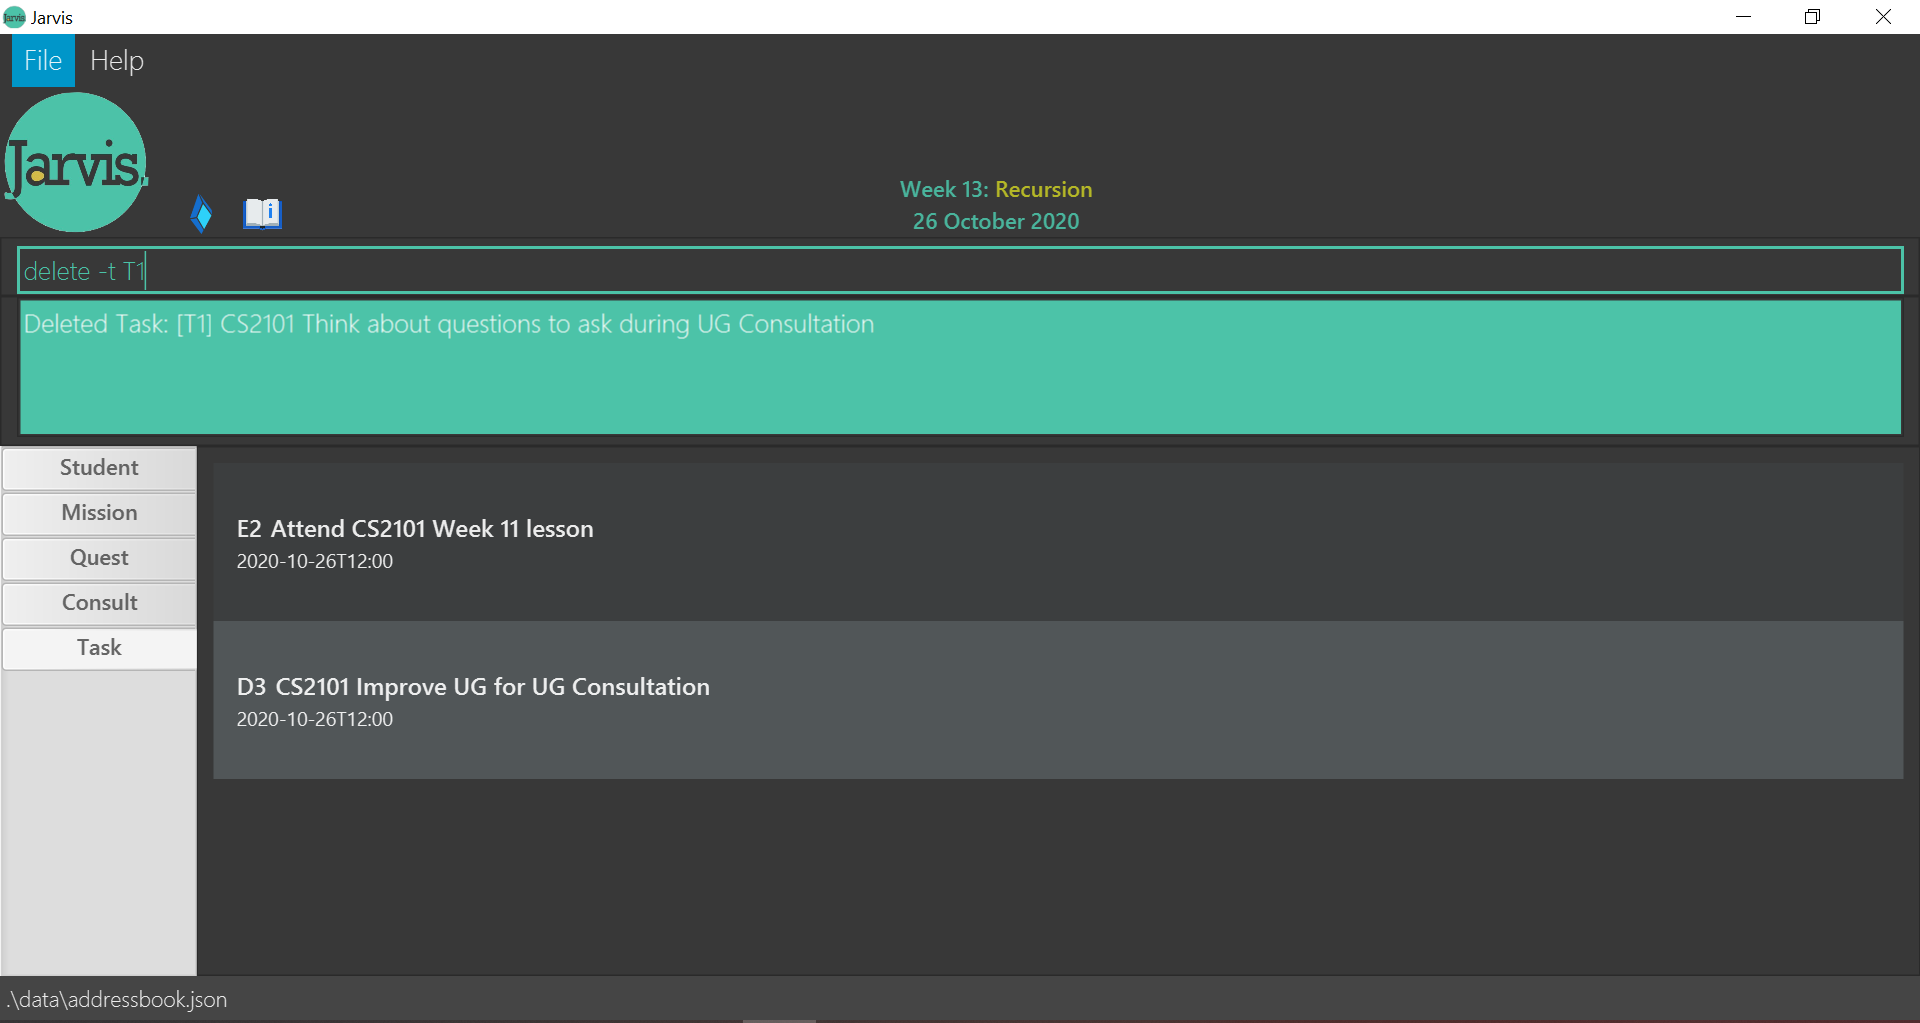 Jarvis
File Help
Jarvis.
Week 13: Recursion
26 October 2020
delete -t T1
Deleted Task: [T1] CS2101 Think about questions to ask during UG Consultation
Student
Mission
Quest
Consult
Task
E2 Attend CS2101 Week 11 lesson
2020-10-26T12:00
D3 CS2101 Improve UG for UG Consultation
2020-10-26T12:00
.\data\addressbook.json